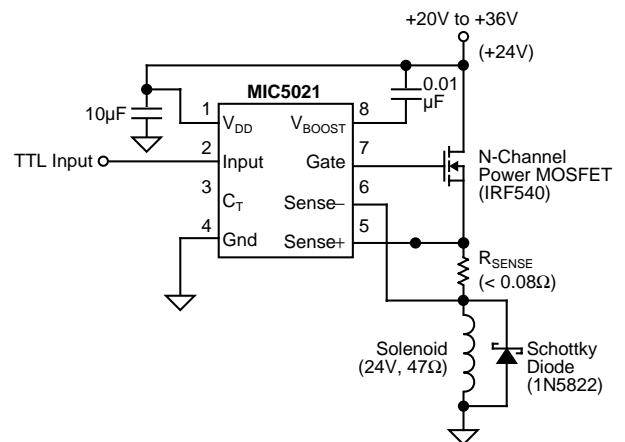 +20V to +36V
(+24V)
MIC5021
10µF
0.01
µF
1
VDD
VBOOST
8
TTL Input
2
Input
Gate
7
N-Channel
Power MOSFET
(IRF540)
3
CT
Sense−
6
4
Gnd
Sense+
5
RSENSE
(< 0.08Ω)
Solenoid
(24V, 47Ω)
Schottky
Diode
(1N5822)